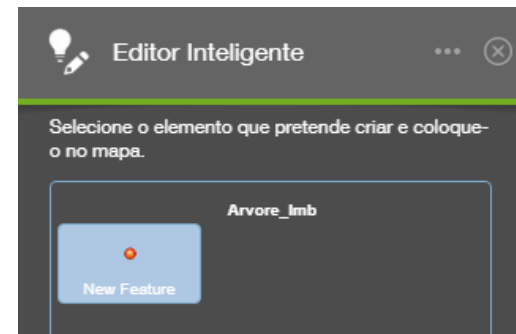 Editor Inteligente
Selecione o elemento que pretende criar e coloque-
o no mapa.
Arvore_Imb
New Feature